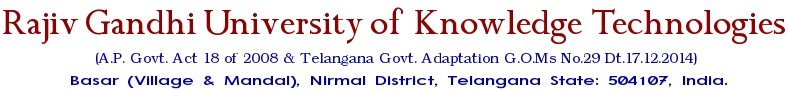 Rajiv Gandhi University of Knowledge Technologies
(A.P. Govt. Act 18 of 2008 & Telangana Govt. Adaptation G.O.Ms No.29 Dt.17.12.2014)
Basar (Village & Mandal), Nirmal District, Telangana State: 504107, India.